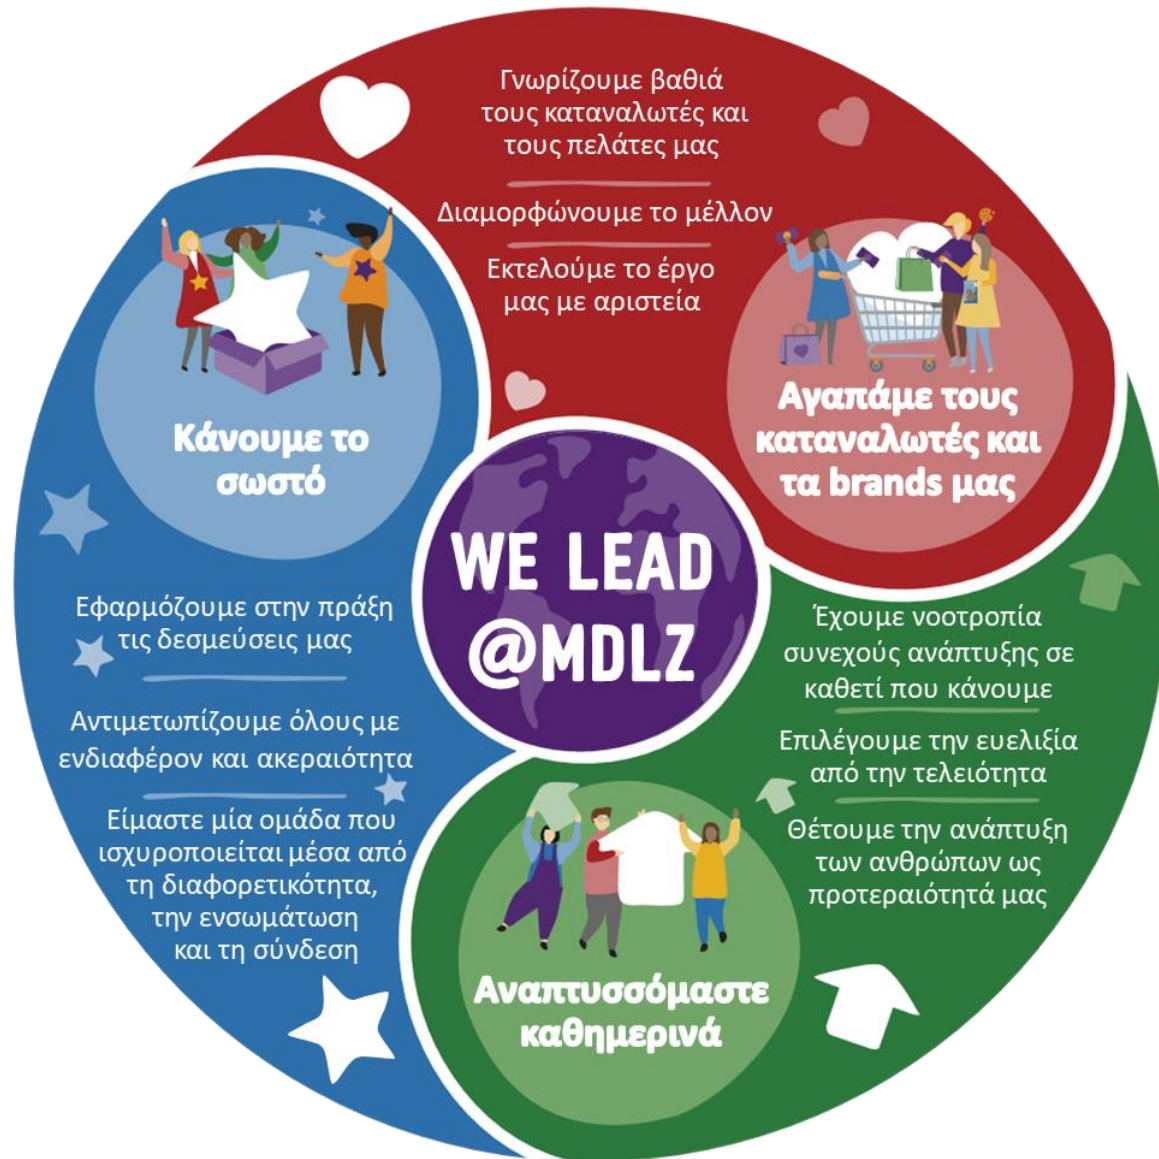 Γνωρίζουμε βαθιά
τους καταναλωτές και
τους πελάτες μας
Διαμορφώνουμε το μέλλον
Εκτελούμε το έργο
μας με αριστεία
Αγαπάμε τους
καταναλωτές και
τα brands μας
Κάνουμε το
σωστό
WE LEAD
@MDLZ
Εφαρμόζουμε στην πράξη
τις δεσμεύσεις μας
Αντιμετωπίζουμε όλους με
ενδιαφέρον και ακεραιότητα
Είμαστε μία ομάδα που
ισχυροποιείται μέσα από
τη διαφορετικότητα,
την ενσωμάτωση
και τη σύνδεση
Έχουμε νοοτροπία
συνεχούς ανάπτυξης σε
καθετί που κάνουμε
Επιλέγουμε την ευελιξία
από την τελειότητα
Θέτουμε την ανάπτυξη
των ανθρώπων ως
προτεραιότητά μας
Αναπτυσσόμαστε
καθημερινά